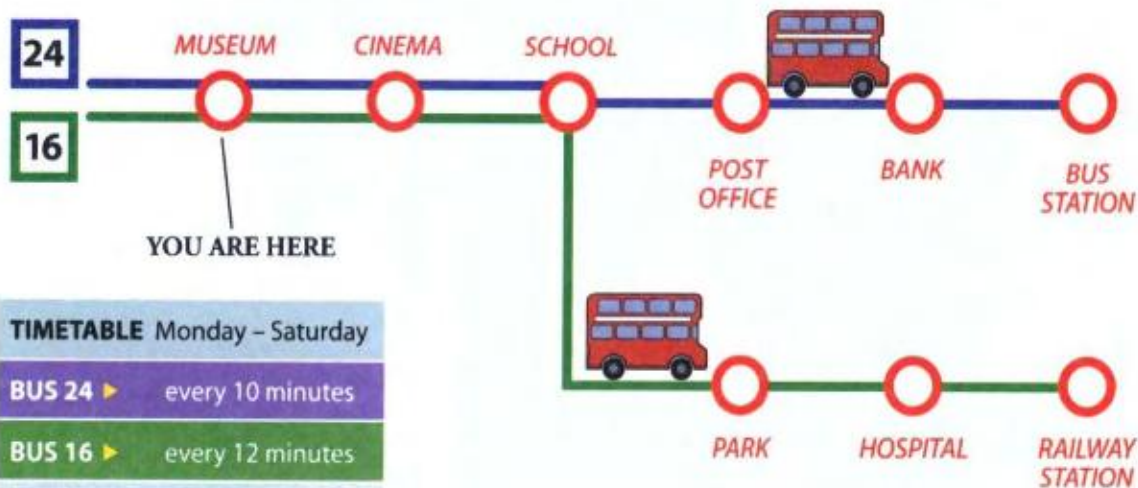 24
MUSEUM
CINEMA
SCHOOL
16
POST
OFFICE
BANK
BUS
STATION
YOU ARE HERE
TIMETABLE Monday – Saturday
BUS 24 ▶ every 10 minutes
BUS 16 ▶ every 12 minutes
PARK
HOSPITAL
RAILWAY
STATION